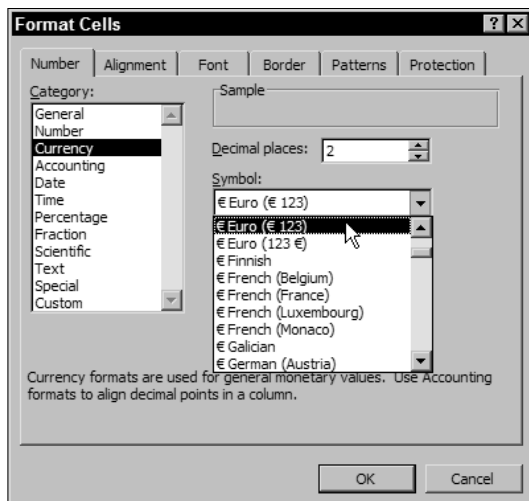 Format Cells
Number Alignment Font Border Patterns Protection
Category:
General
Number
Currency
Accounting
Date
Time
Percentage
Fraction
Scientific
Text
Special
Custom
Sample
Decimal places: 2
Symbol:
€ Euro (€ 123)
€ Euro (€ 123)
€ Euro (123 €)
€ Finnish
€ French (Belgium)
€ French (France)
€ French (Luxembourg)
€ French (Monaco)
€ Galician
€ German (Austria)
Currency formats are used for general monetary values. Use Accounting
formats to align decimal points in a column.
OK Cancel